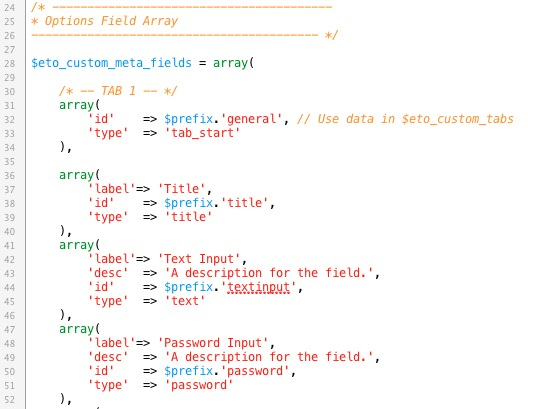 24 /* ––––––––––––––––––––––––––––––––––––––––
25 * Options Field Array
26 ––––––––––––––––––––––––––––––––––––––––– */
27
28 $eto_custom_meta_fields = array(
29
30     /* –– TAB 1 –– */
31     array(
32         'id'    => $prefix.'general', // Use data in $eto_custom_tabs
33         'type'  => 'tab_start'
34     ),
35
36     array(
37         'label'=> 'Title',
38         'id'    => $prefix.'title',
39         'type'  => 'title'
40     ),
41     array(
42         'label'=> 'Text Input',
43         'desc'  => 'A description for the field.',
44         'id'    => $prefix.'textinput',
45         'type'  => 'text'
46     ),
47     array(
48         'label'=> 'Password Input',
49         'desc'  => 'A description for the field.',
50         'id'    => $prefix.'password',
51         'type'  => 'password'
52     ),